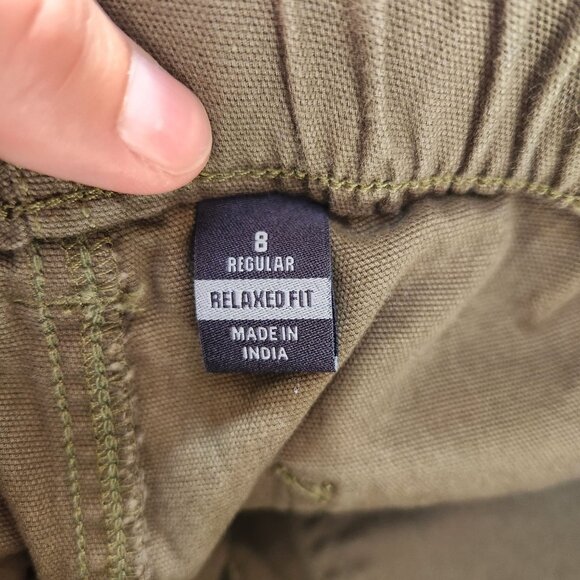 8
REGULAR
RELAXED FIT
MADE IN
INDIA